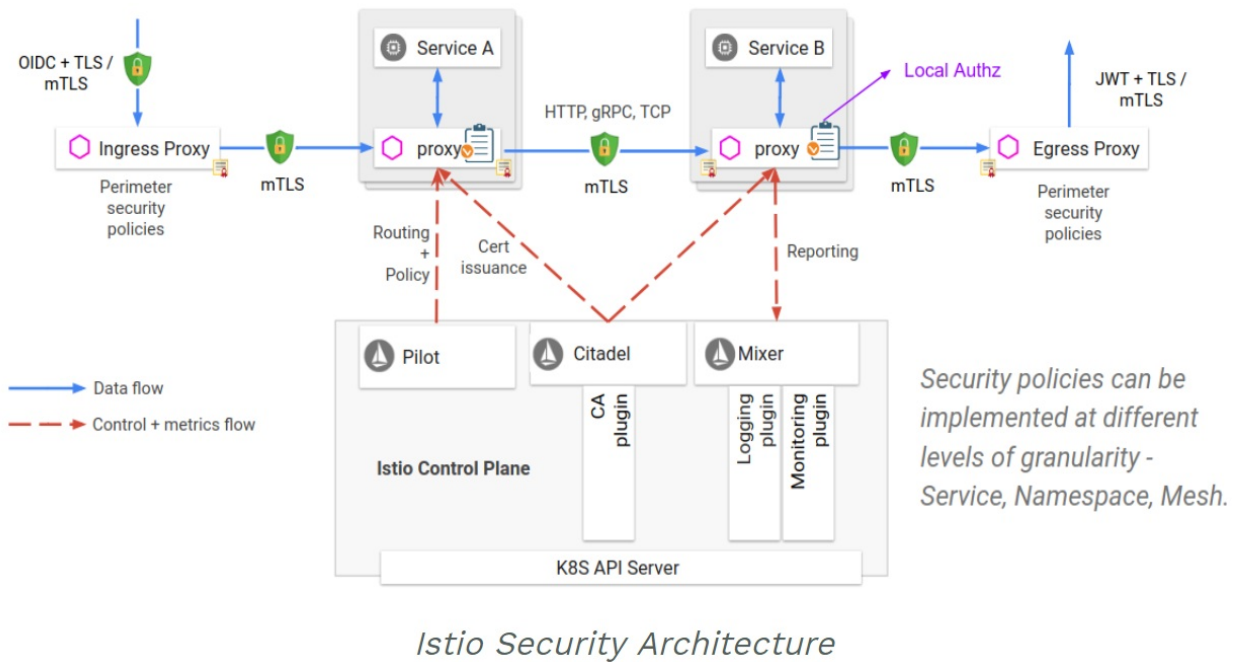 OIDC + TLS /
mTLS
Ingress Proxy
Perimeter
security
policies
mTLS
Service A
proxy
HTTP, gRPC, TCP
mTLS
Service B
proxy
Local Authz
mTLS
JWT + TLS /
mTLS
Egress Proxy
Perimeter
security
policies
Routing
+
Policy
Cert
issuance
Reporting
Pilot
Citadel
Mixer
CA
plugin
Logging
plugin
Monitoring
plugin
Istio Control Plane
K8S API Server
Data flow
Control + metrics flow
Security policies can be
implemented at different
levels of granularity -
Service, Namespace, Mesh.
Istio Security Architecture